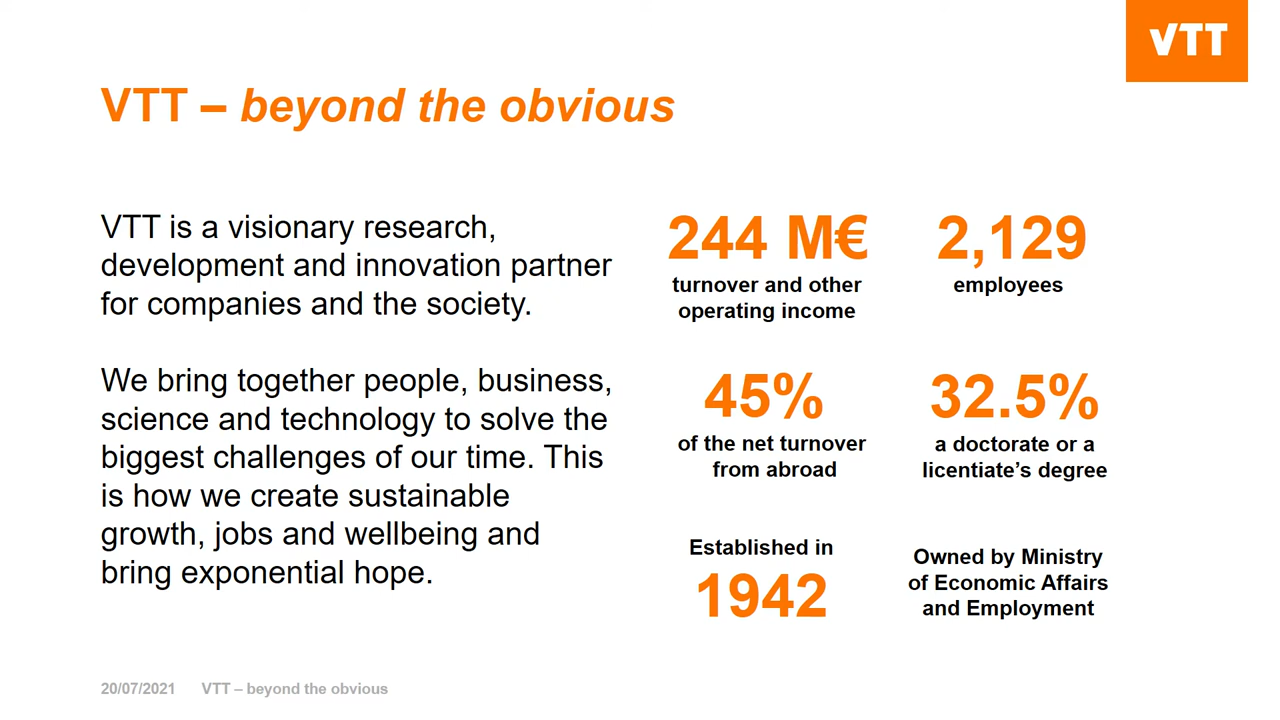 VTT
VTT – beyond the obvious
VTT is a visionary research,
development and innovation partner
for companies and the society.
We bring together people, business,
science and technology to solve the
biggest challenges of our time. This
is how we create sustainable
growth, jobs and wellbeing and
bring exponential hope.
244 M€
turnover and other
operating income
2,129
employees
45%
of the net turnover
from abroad
32.5%
a doctorate or a
licentiate’s degree
Established in
1942
Owned by Ministry
of Economic Affairs
and Employment
20/07/2021 VTT – beyond the obvious